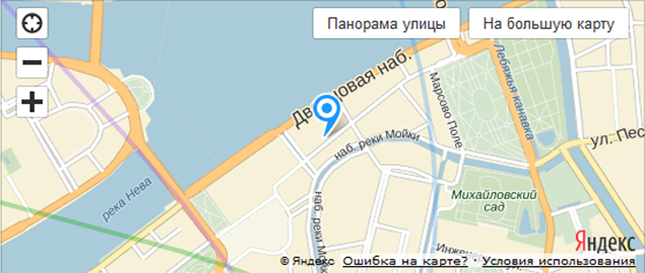 Панорама улицы
На большую карту
Дворцовая наб.
Марсово Поле
Лебяжья канавка
ул. Пес
наб. реки Мойки
река Нева
наб. реки Мойки
Михайловский
сад
Яндекс
Инжен
© Яндекс Ошибка на карте? · Условия использования